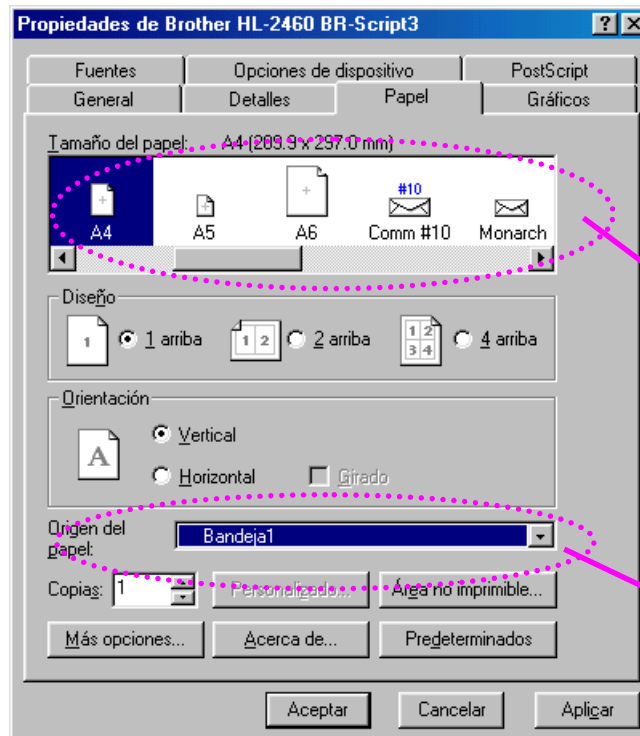 Propiedades de Brother HL-2460 BR-Script3
Fuentes Opciones de dispositivo PostScript
General Detalles Papel Gráficos
Tamaño del papel: A4 (209.9 x 297.0 mm)
#10
A4 A5 A6 Comm #10 Monarch
Diseño
1 1 arriba 1 2 2 arriba 1 2 3 4 4 arriba
Orientación
A Vertical
Horizontal Girado
Origen del papel: Bandeja1
Copias: 1 Personalizado... Área no imprimible...
Más opciones... Acerca de... Predeterminados
Aceptar Cancelar Aplicar